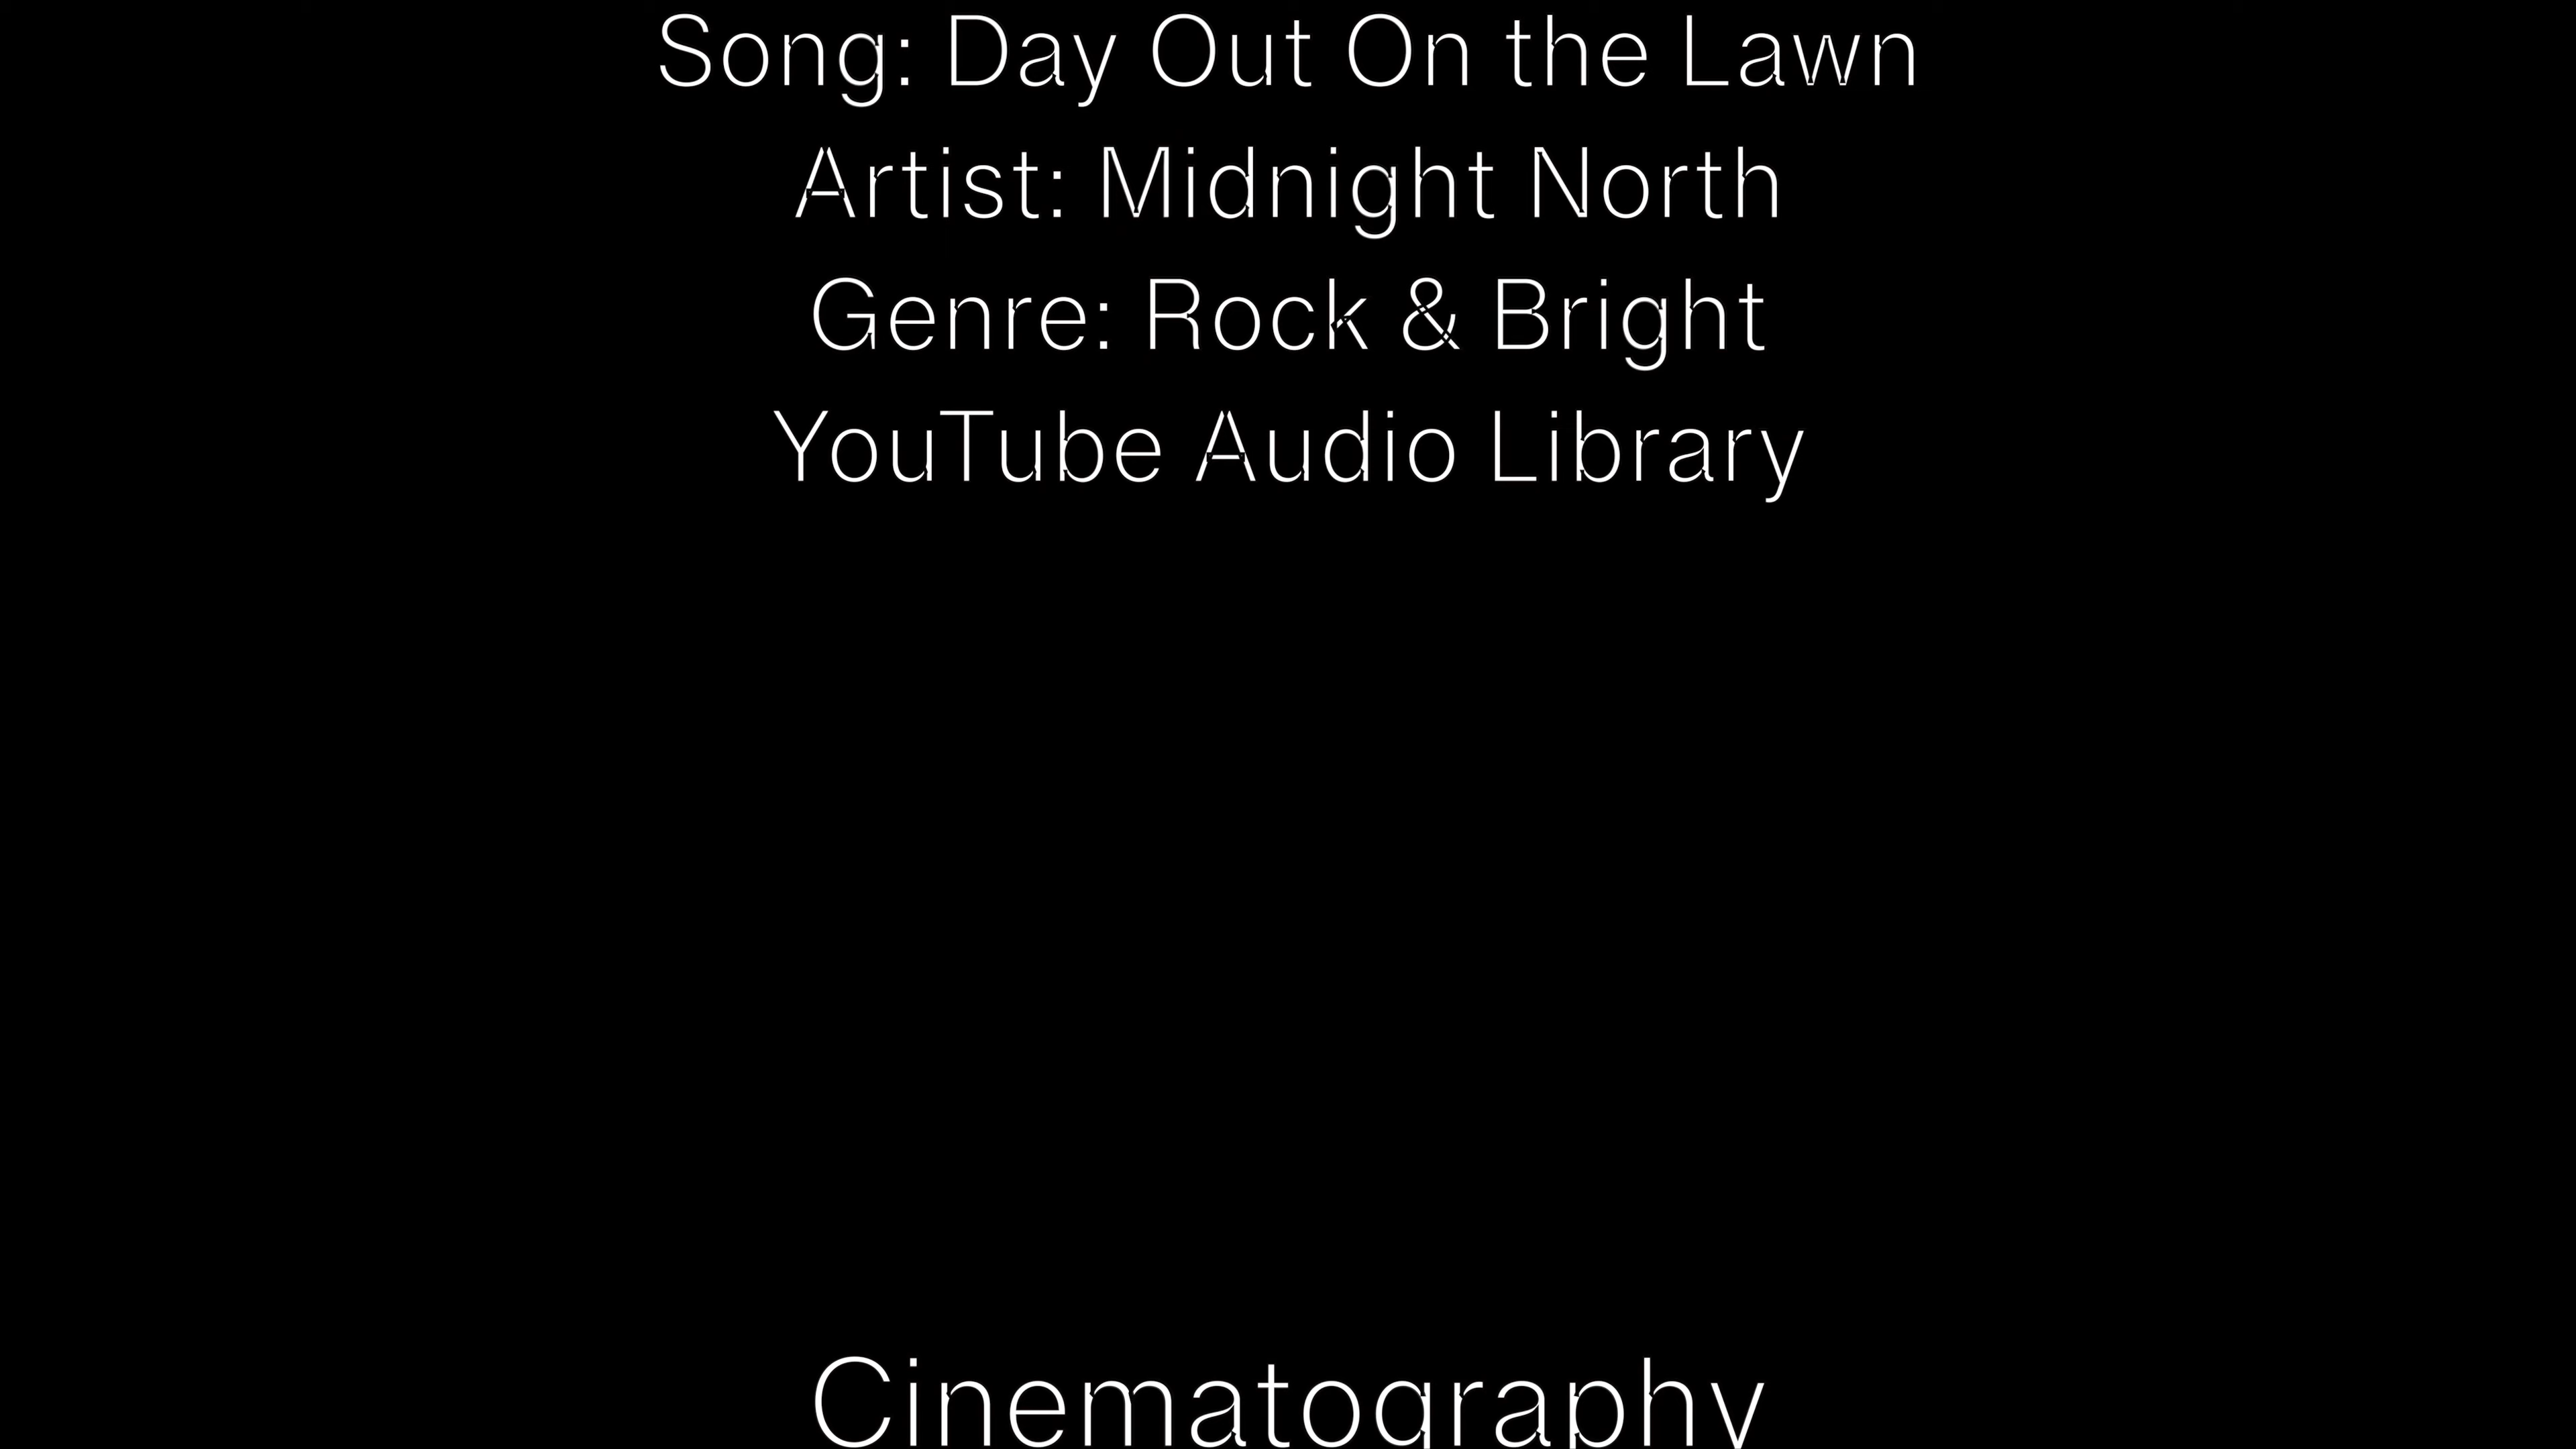 Song: Day Out On the Lawn
Artist: Midnight North
Genre: Rock & Bright
YouTube Audio Library
Cinematography